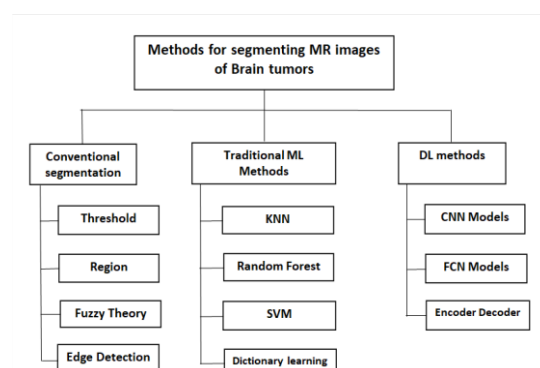 Methods for segmenting MR images
of Brain tumors
Conventional
segmentation
Traditional ML
Methods
DL methods
Threshold
KNN
CNN Models
Region
Random Forest
FCN Models
Fuzzy Theory
SVM
Encoder Decoder
Edge Detection
Dictionary learning